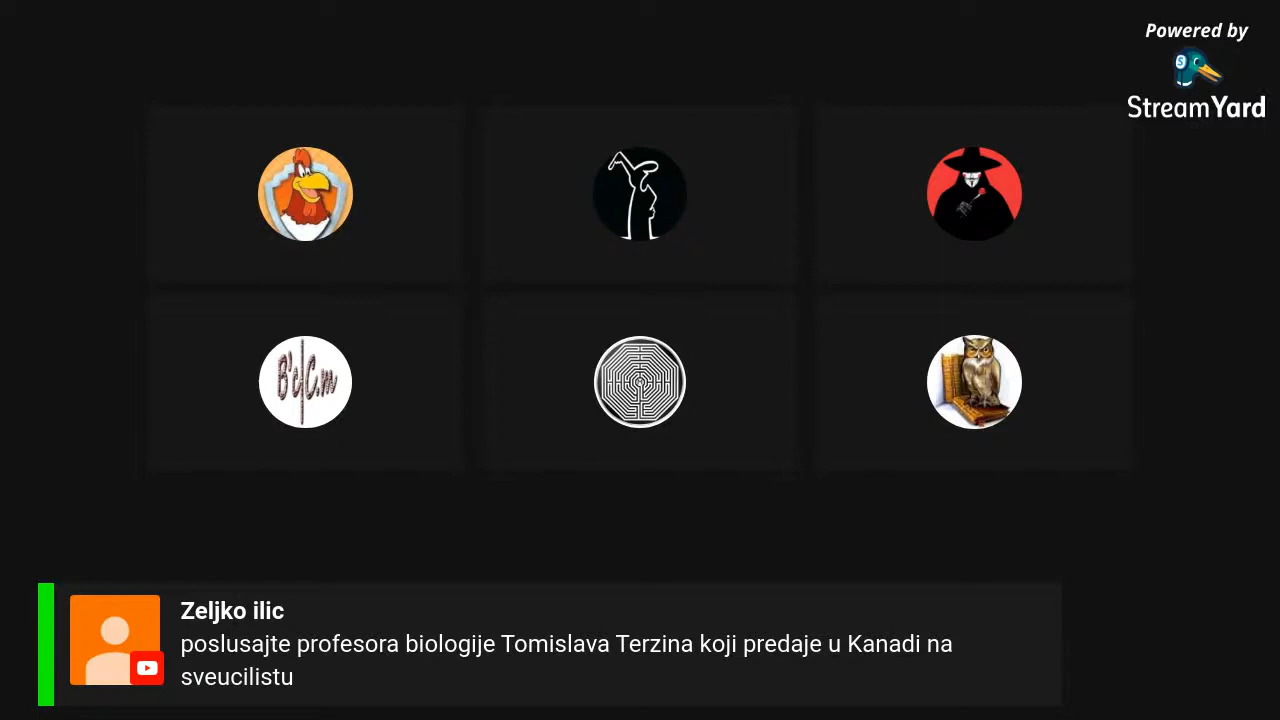 Powered by
StreamYard
B'c|C.m
Zeljko ilic
poslusajte profesora biologije Tomislava Terzina koji predaje u Kanadi na
sveucilistu